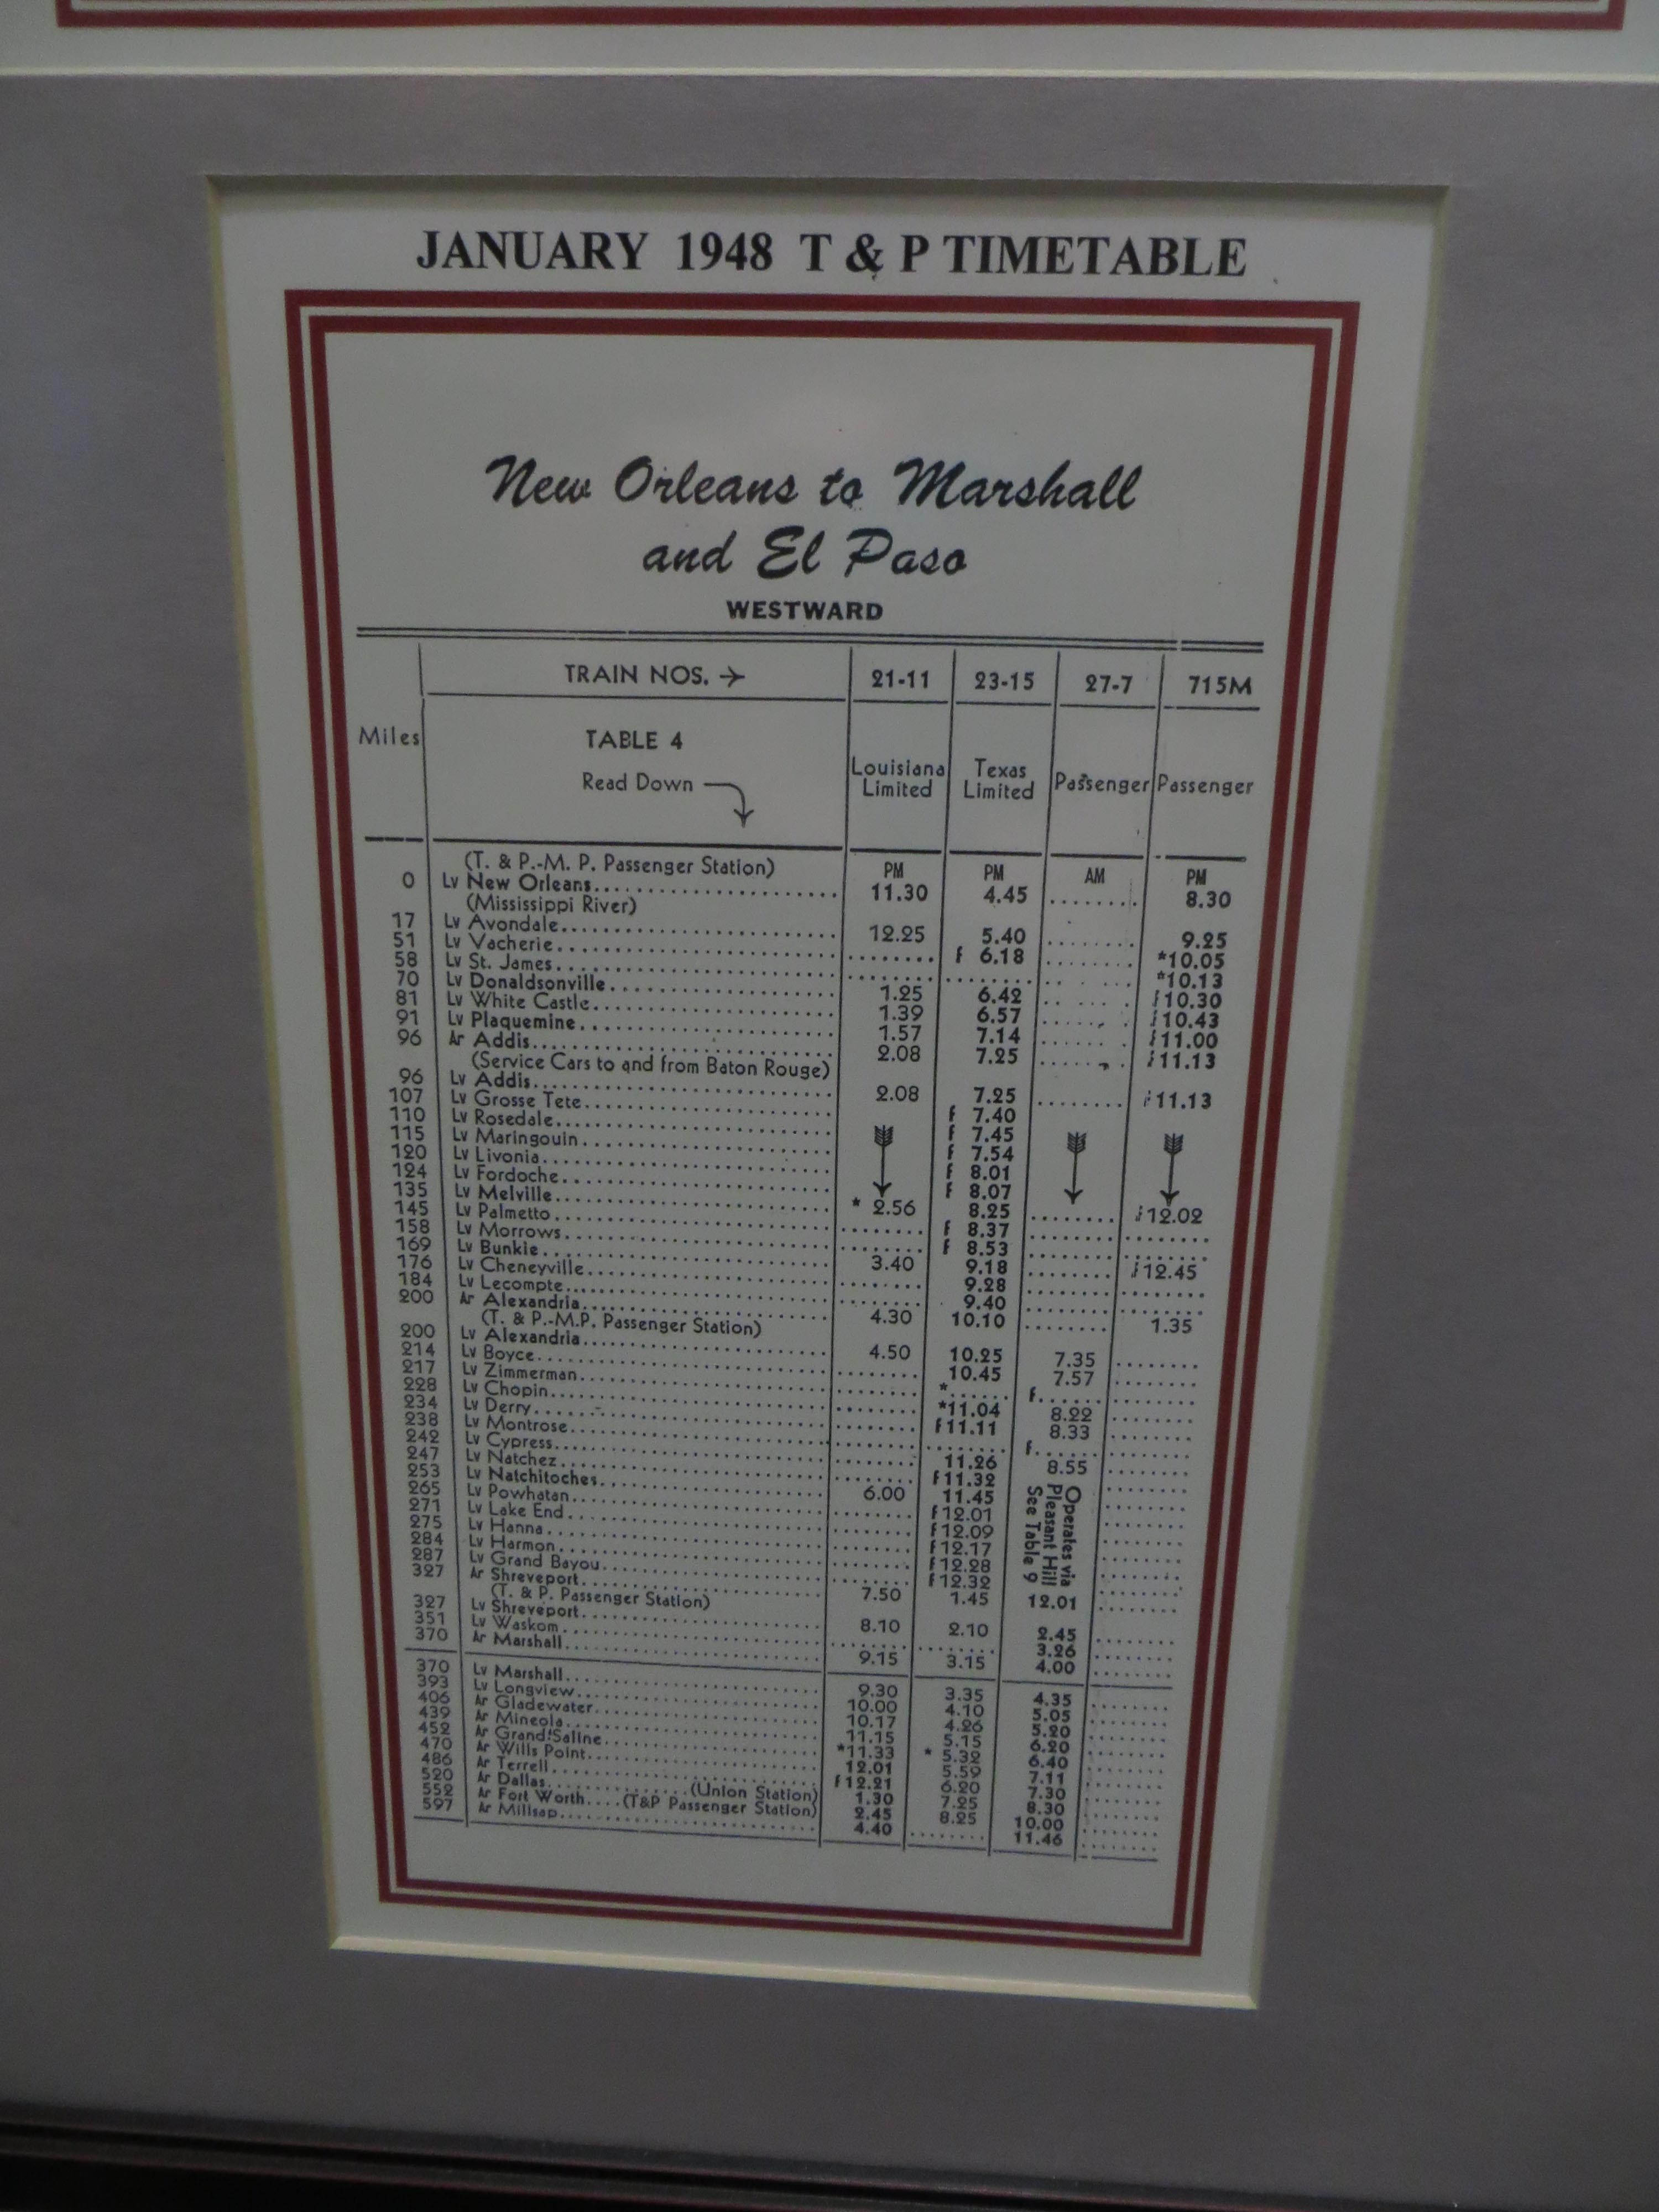 JANUARY 1948 T & P TIMETABLE
New Orleans to Marshall
and El Paso
WESTWARD
TRAIN NOS. → 21-11 23-15 27-7 715M
Miles TABLE 4
Read Down
Louisiana Limited Texas Limited Passenger Passenger
(T. & P.-M. P. Passenger Station) PM PM AM PM
0 Lv New Orleans 11.30 4.45 ........ 8.30
(Mississippi River)
17 Lv Avondale 12.25 5.40 ........ 9.25
51 Lv Vacherie ........ f 6.18 ........ *10.05
58 Lv St. James ........ ........ ........ *10.13
70 Lv Donaldsonville 1.25 6.42 ........ f10.30
81 Lv White Castle 1.39 6.57 ........ f10.43
91 Lv Plaquemine 1.57 7.14 ........ f11.00
96 Ar Addis 2.08 7.25 ........ f11.13
(Service Cars to and from Baton Rouge)
96 Lv Addis 2.08 7.25 ........ f11.13
107 Lv Grosse Tete f 7.40
110 Lv Rosedale f 7.45
115 Lv Maringouin f 7.54
120 Lv Livonia f 8.01
124 Lv Fordoche f 8.07
135 Lv Melville * 2.56 8.25 ........ f12.02
145 Lv Palmetto ........ f 8.37 ........ ........
158 Lv Morrows ........ f 8.53 ........ ........
169 Lv Bunkie 3.40 9.18 ........ f12.45
176 Lv Cheneyville ........ 9.28 ........ ........
184 Lv Lecompte ........ 9.40 ........ ........
200 Ar Alexandria 4.30 10.10 ........ 1.35
(T. & P.-M.P. Passenger Station)
200 Lv Alexandria 4.50 10.25 7.35 ........
214 Lv Boyce ........ 10.45 7.57 ........
217 Lv Zimmerman ........ *...... f...... ........
228 Lv Chopin ........ *11.04 8.22 ........
234 Lv Derry ........ f11.11 8.33 ........
238 Lv Montrose ........ ........ f...... ........
242 Lv Cypress ........ 11.26 8.55 ........
247 Lv Natchez ........ f11.32 ........
253 Lv Natchitoches 6.00 11.45 ........
265 Lv Powhatan ........ f12.01 ........
271 Lv Lake End ........ f12.09 ........
275 Lv Hanna ........ f12.17 ........
284 Lv Harmon ........ f12.28 ........
287 Lv Grand Bayou ........ f12.32 ........
Operates via
Pleasant Hill
See Table 9
327 Ar Shreveport 7.50 1.45 12.01 ........
(T. & P. Passenger Station)
327 Lv Shreveport 8.10 2.10 2.45 ........
351 Lv Waskom ........ ........ 3.26 ........
370 Ar Marshall 9.15 3.15 4.00 ........
370 Lv Marshall 9.30 3.35 4.35 ........
393 Lv Longview 10.00 4.10 5.05 ........
406 Ar Gladewater 10.17 4.26 5.20 ........
439 Ar Mineola 11.15 5.15 6.20 ........
452 Ar Grand Saline *11.33 * 5.32 6.40 ........
470 Ar Wills Point 12.01 5.59 7.11 ........
486 Ar Terrell f12.21 6.20 7.30 ........
520 Ar Dallas (Union Station) 1.30 7.25 8.30 ........
552 Ar Fort Worth (T&P Passenger Station) 2.45 8.25 10.00 ........
597 Ar Millsap 4.40 ........ 11.46 ........